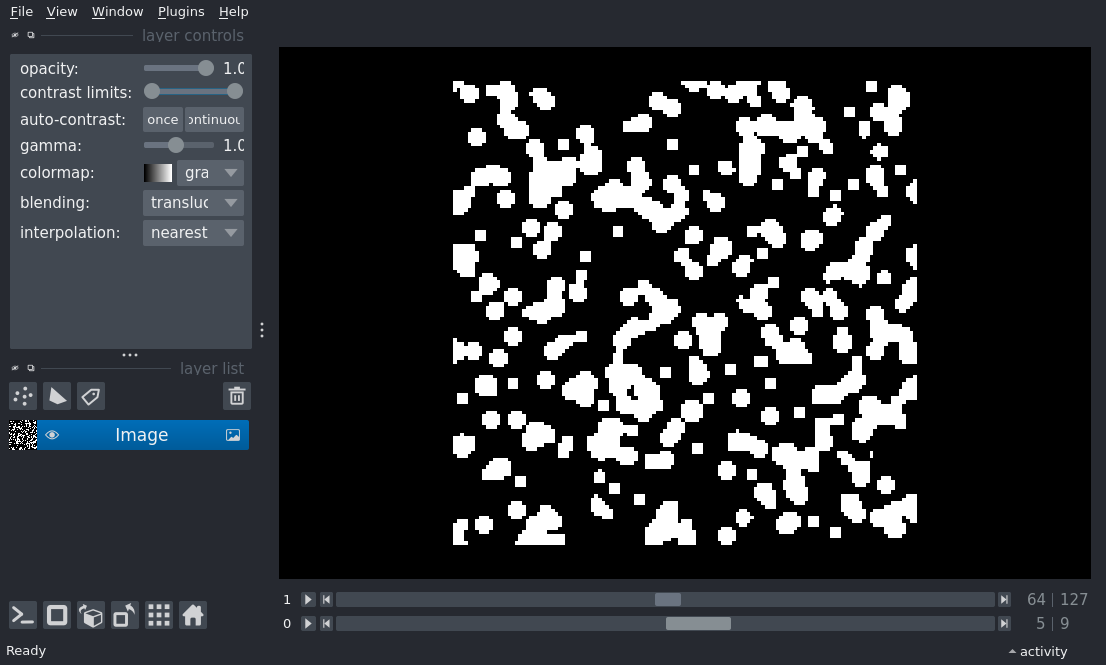 File View Window Plugins Help
layer controls
opacity: 1.0
contrast limits:
auto-contrast: once ontinuou
gamma: 1.0
colormap: gra
blending: transluc
interpolation: nearest
layer list
Image
1 64 | 127
0 5 | 9
Ready activity